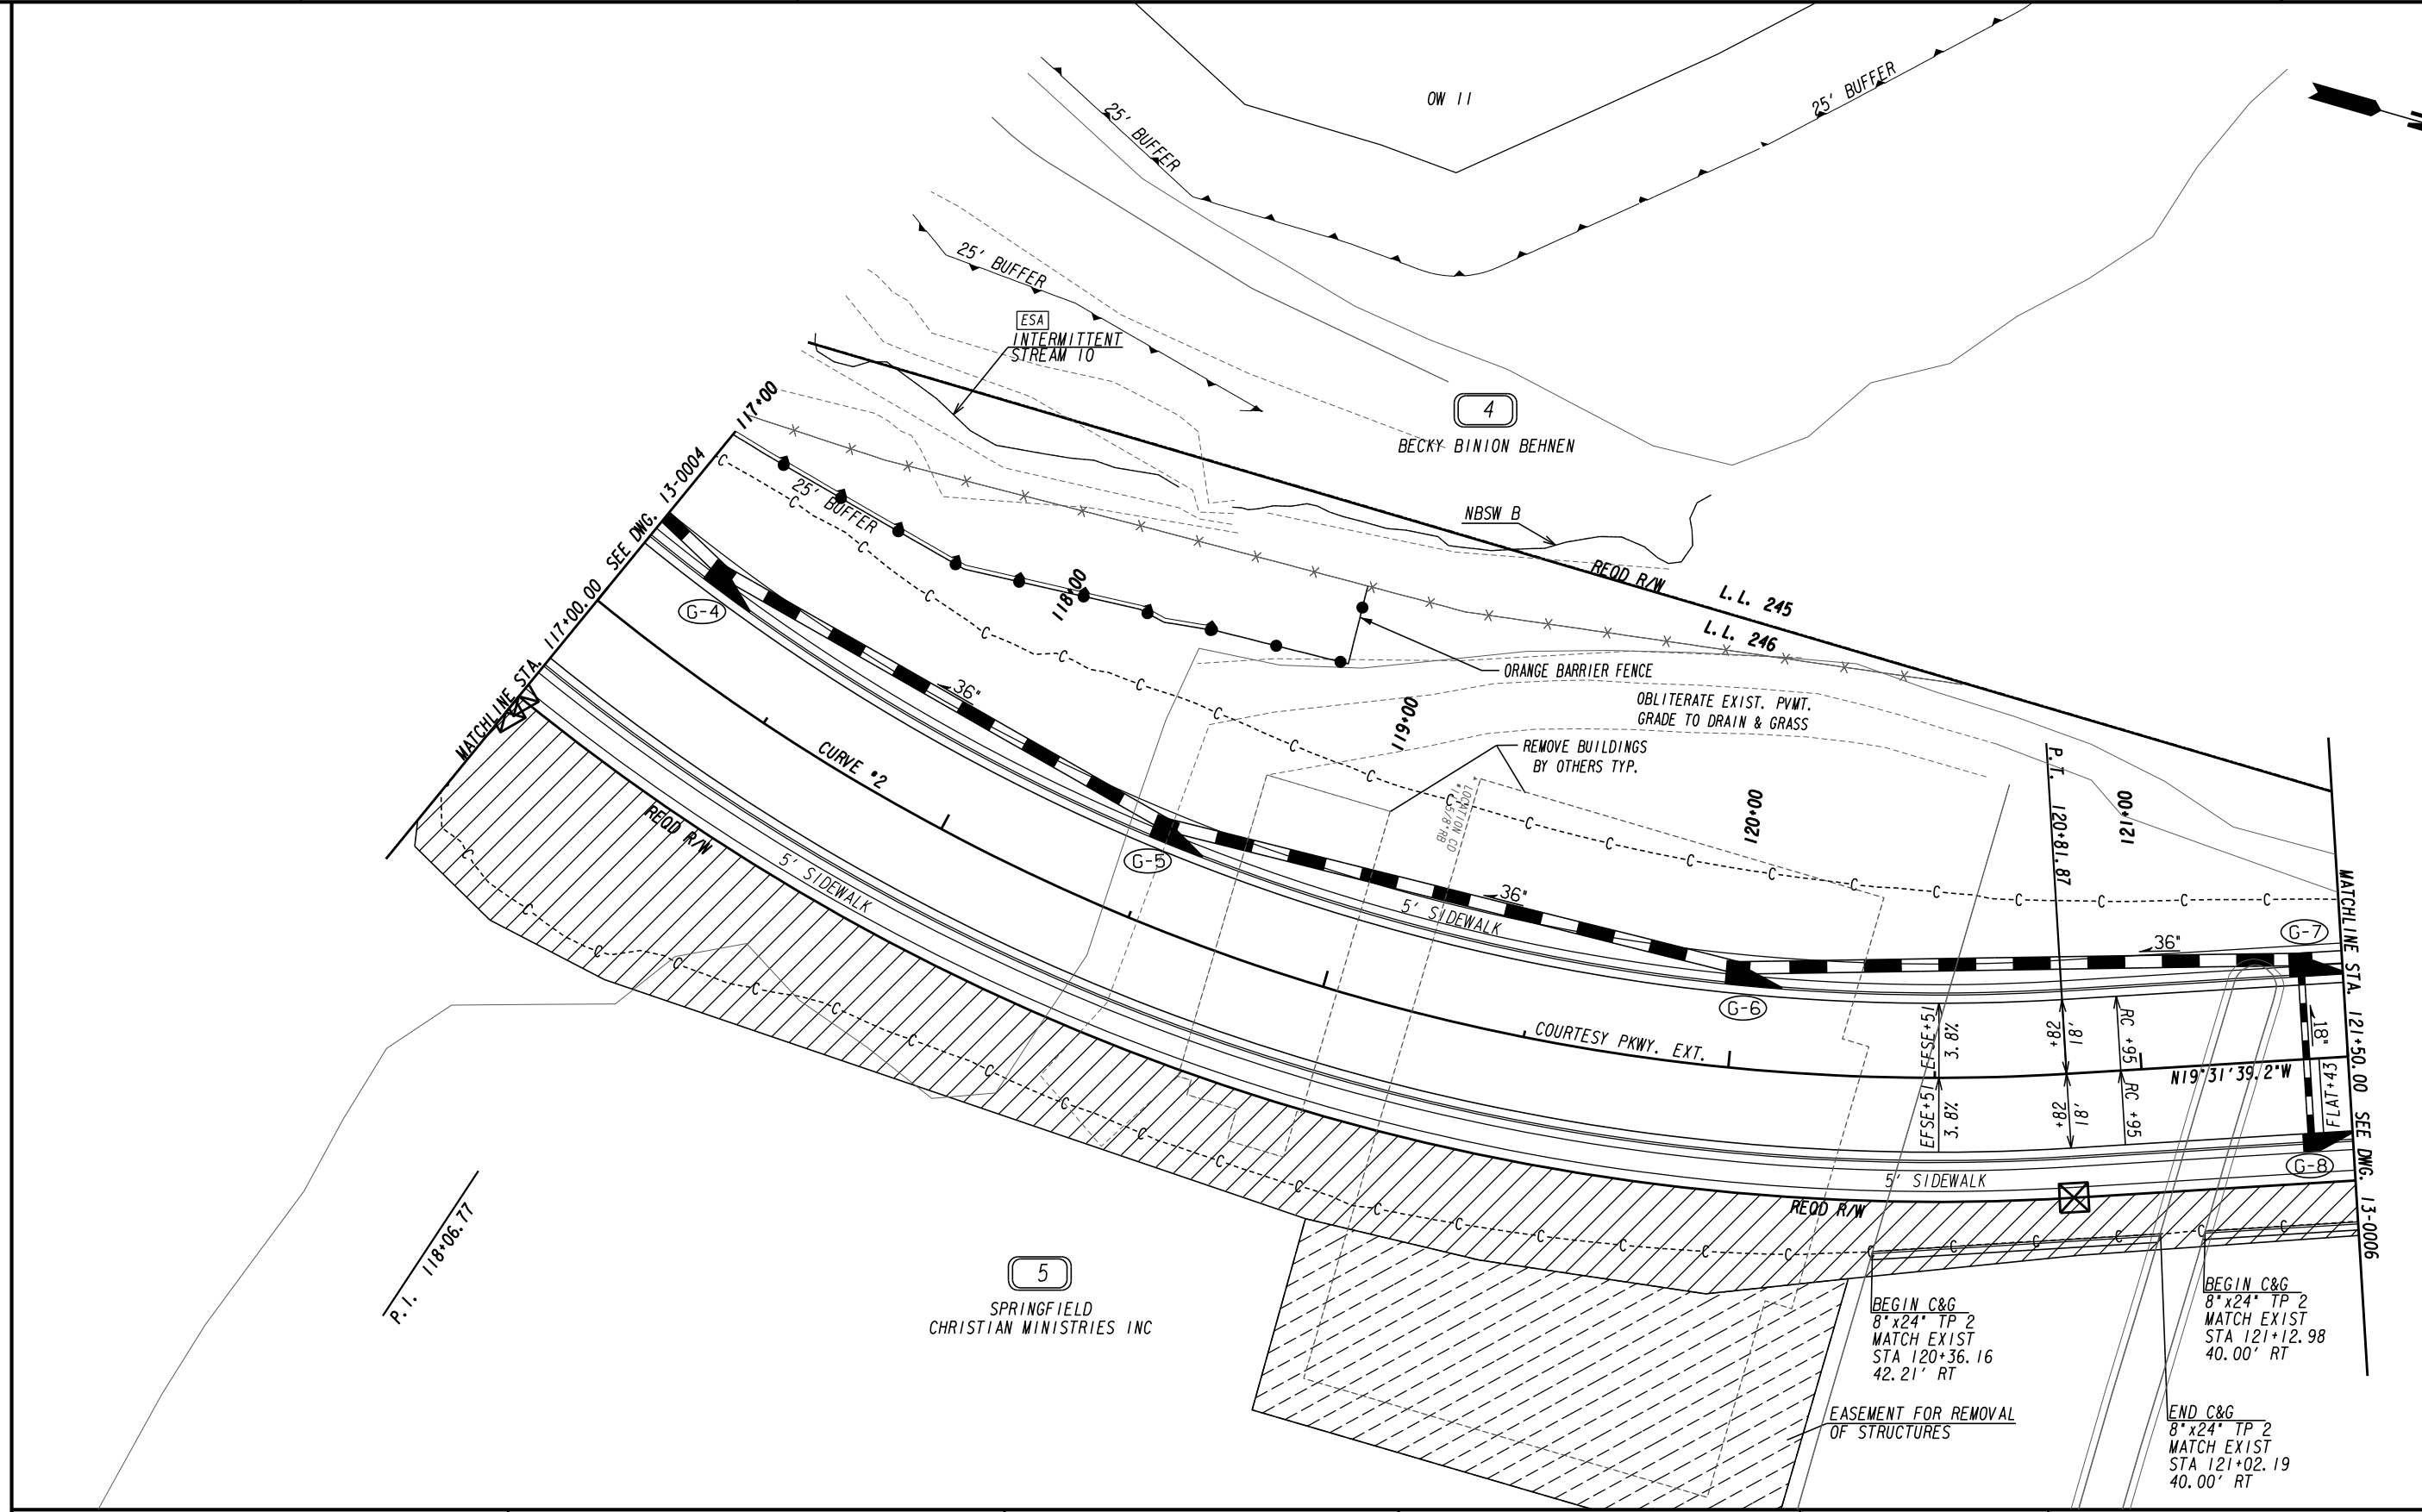 OW 11
25' BUFFER
25' BUFFER
25' BUFFER
ESA
INTERMITTENT
STREAM 10
117+00
4
BECKY BINION BEHNEN
25' BUFFER
NBSW B
REQD R/W
L.L. 245
L.L. 246
118+00
MATCHLINE STA. 117+00.00 SEE DWG. 13-0004
G-4
36"
ORANGE BARRIER FENCE
OBLITERATE EXIST. PVMT.
GRADE TO DRAIN & GRASS
119+00
REMOVE BUILDINGS
BY OTHERS TYP.
LOCATION CO
1,5/8"RB
CURVE #2
REQD R/W
5' SIDEWALK
G-5
36"
5' SIDEWALK
120+00
P.T. 120+81.87
121+00
G-6
36"
G-7
MATCHLINE STA. 121+50.00 SEE DWG. 13-0006
COURTESY PKWY. EXT.
EFSE+51
3.8%
EFSE+51
3.8%
+82
18'
+82
18'
RC +95
RC +95
N19°31'39.2"W
18"
FLAT+43
G-8
5' SIDEWALK
REQD R/W
P.I. 118+06.77
5
SPRINGFIELD
CHRISTIAN MINISTRIES INC
BEGIN C&G
8"x24" TP 2
MATCH EXIST
STA 120+36.16
42.21' RT
BEGIN C&G
8"x24" TP 2
MATCH EXIST
STA 121+12.98
40.00' RT
EASEMENT FOR REMOVAL
OF STRUCTURES
END C&G
8"x24" TP 2
MATCH EXIST
STA 121+02.19
40.00' RT